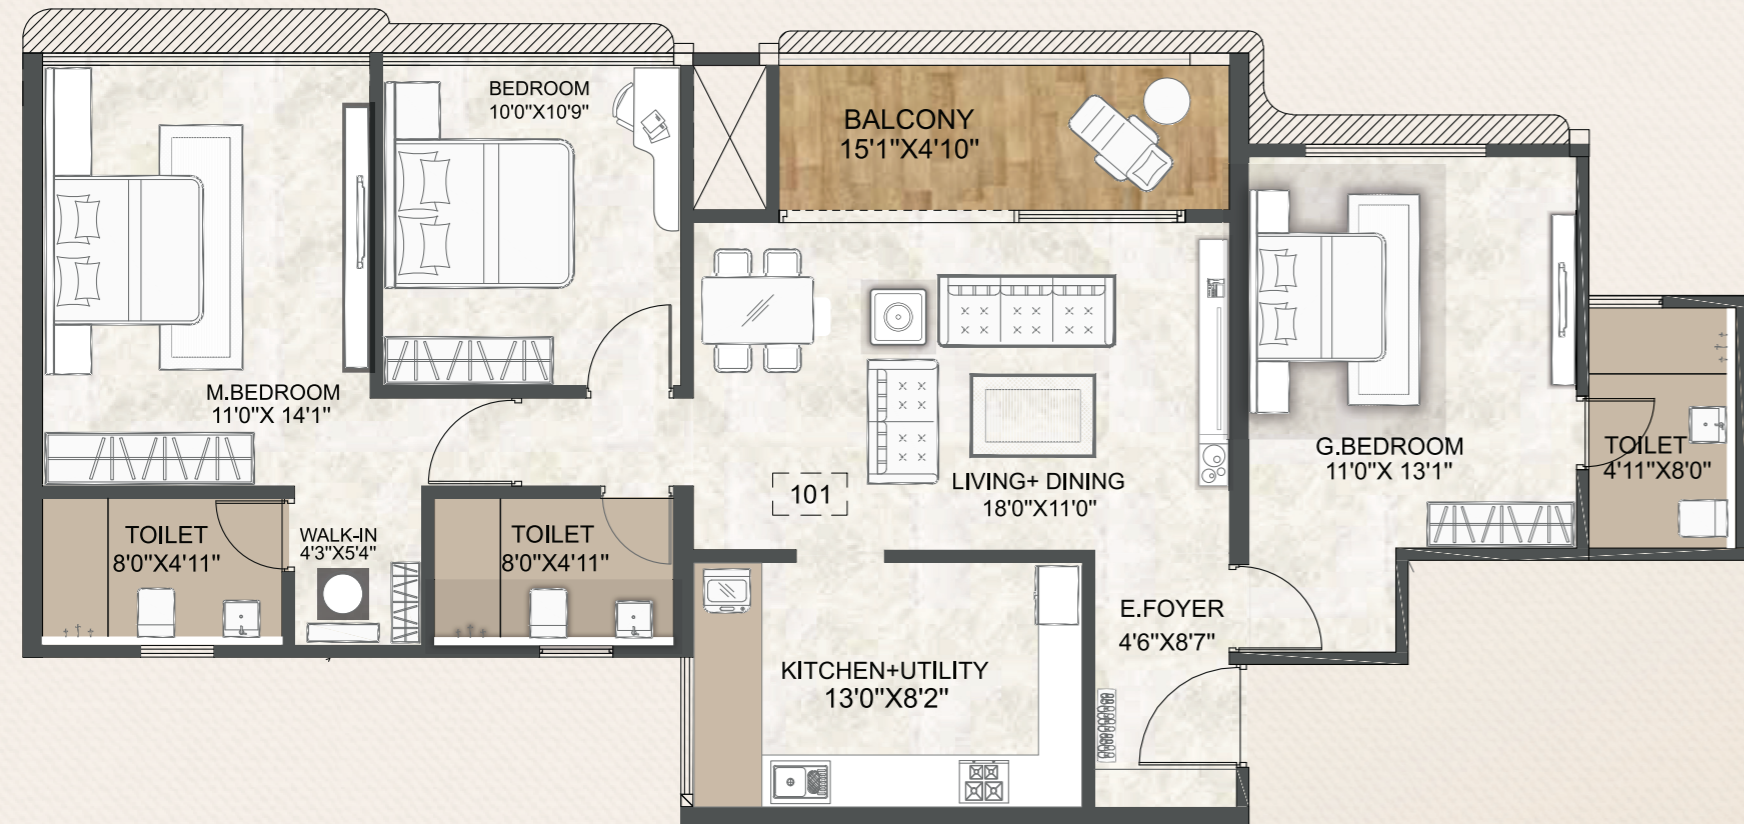 BEDROOM
10'0"X10'9"
BALCONY
15'1"X4'10"
M.BEDROOM
11'0"X 14'1"
G.BEDROOM
11'0"X 13'1"
TOILET
4'11"X8'0"
LIVING+ DINING
18'0"X11'0"
101
TOILET
8'0"X4'11"
WALK-IN
4'3"X5'4"
TOILET
8'0"X4'11"
E.FOYER
4'6"X8'7"
KITCHEN+UTILITY
13'0"X8'2"